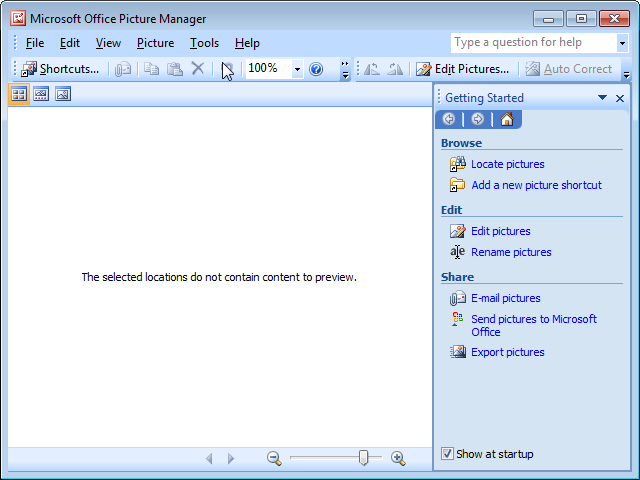 Microsoft Office Picture Manager
File Edit View Picture Tools Help Type a question for help
Shortcuts... 100% Edit Pictures... Auto Correct
Getting Started
Browse
Locate pictures
Add a new picture shortcut
Edit
Edit pictures
Rename pictures
The selected locations do not contain content to preview.
Share
E-mail pictures
Send pictures to Microsoft
Office
Export pictures
Show at startup